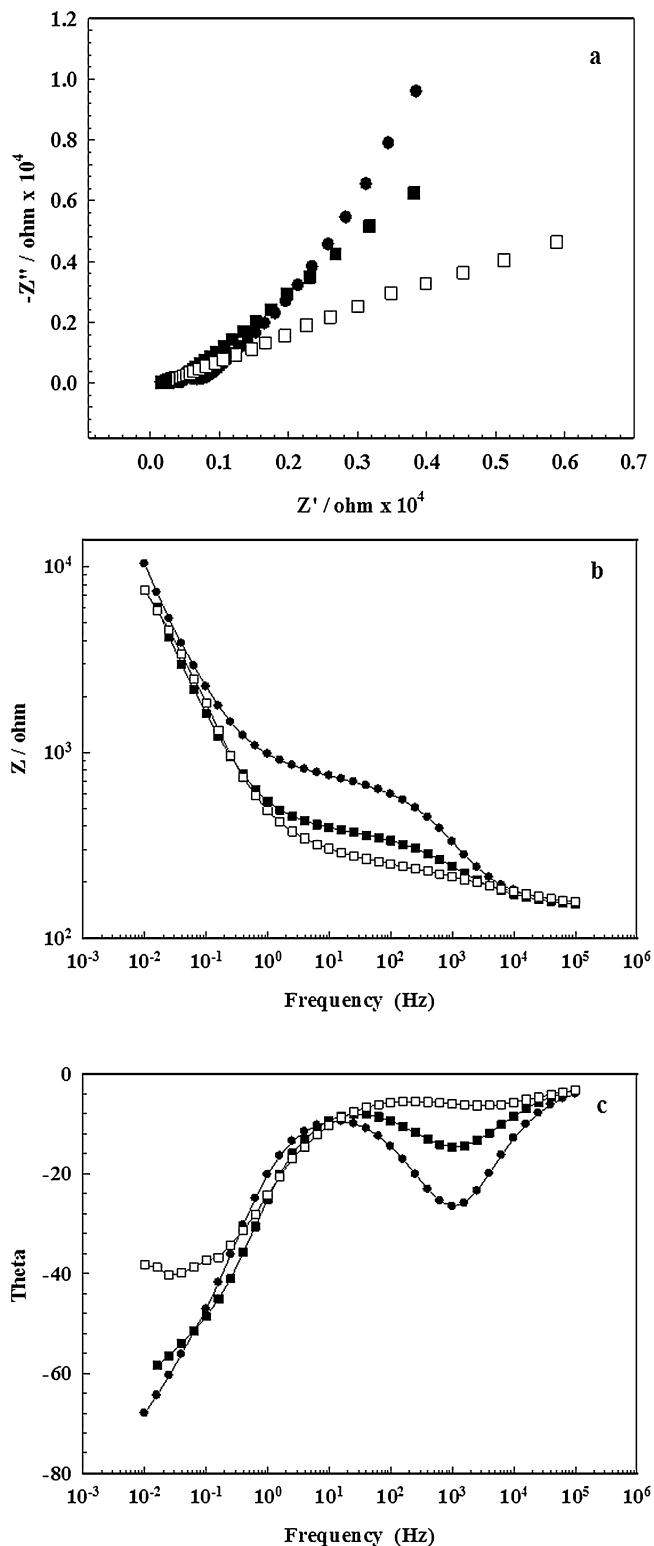 a
1.2
1.0
0.8
0.6
0.4
0.2
0.0
-Z'' / ohm x 10⁴
0.0 0.1 0.2 0.3 0.4 0.5 0.6 0.7
Z' / ohm x 10⁴
b
10⁴
10³
10²
Z / ohm
10⁻³ 10⁻² 10⁻¹ 10⁰ 10¹ 10² 10³ 10⁴ 10⁵ 10⁶
Frequency (Hz)
c
0
-20
-40
-60
-80
Theta
10⁻³ 10⁻² 10⁻¹ 10⁰ 10¹ 10² 10³ 10⁴ 10⁵ 10⁶
Frequency (Hz)